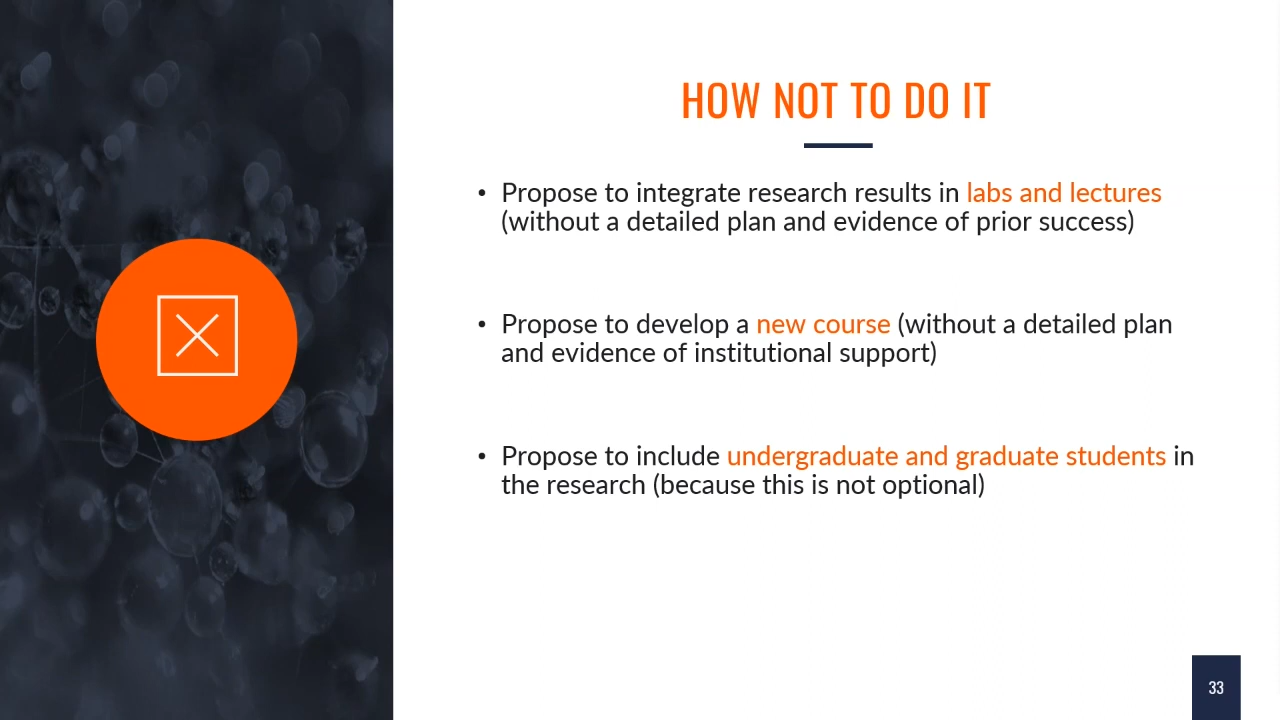 HOW NOT TO DO IT
• Propose to integrate research results in labs and lectures
(without a detailed plan and evidence of prior success)
• Propose to develop a new course (without a detailed plan
and evidence of institutional support)
• Propose to include undergraduate and graduate students in
the research (because this is not optional)
33